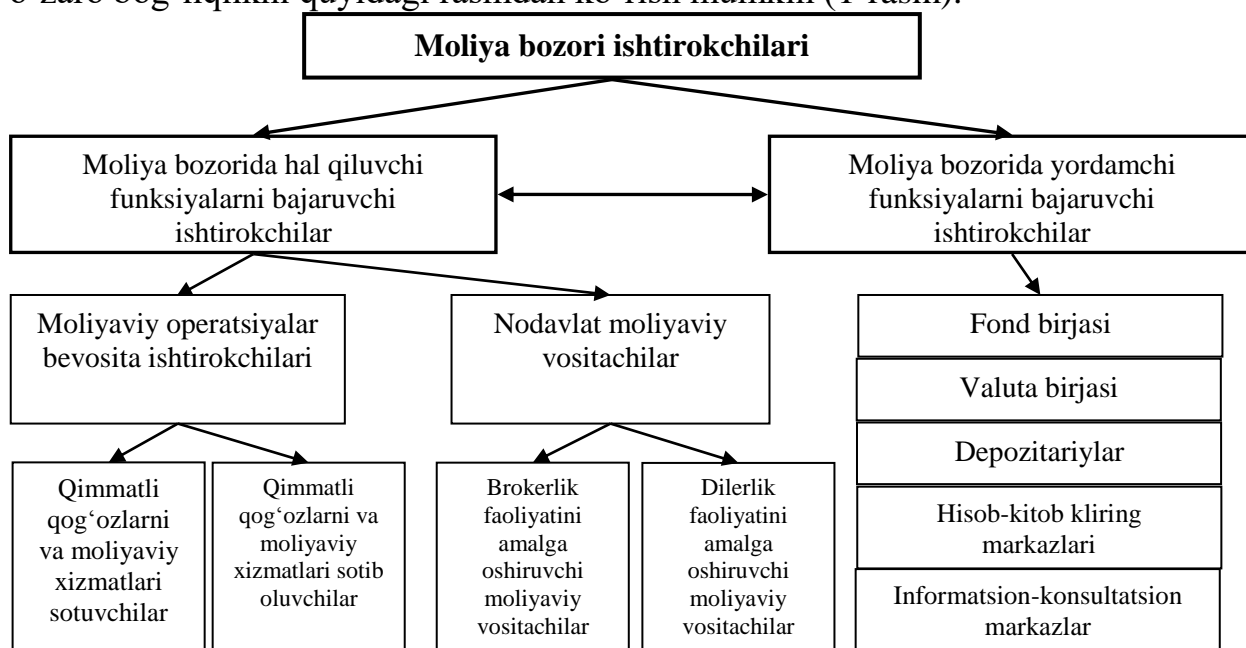 o‘zaro bog‘liqlikni quyidagi rasmdan ko‘rish mumkin (1-rasm).
Moliya bozori ishtirokchilari
Moliya bozorida hal qiluvchi
funksiyalarni bajaruvchi
ishtirokchilar
Moliya bozorida yordamchi
funksiyalarni bajaruvchi
ishtirokchilar
Moliyaviy operatsiyalar
bevosita ishtirokchilari
Nodavlat moliyaviy
vositachilar
Qimmatli
qog‘ozlarni
va moliyaviy
xizmatlari
sotuvchilar
Qimmatli
qog‘ozlarni va
moliyaviy
xizmatlari sotib
oluvchilar
Brokerlik
faoliyatini
amalga
oshiruvchi
moliyaviy
vositachilar
Dilerlik
faoliyatini
amalga
oshiruvchi
moliyaviy
vositachilar
Fond birjasi
Valuta birjasi
Depozitariylar
Hisob-kitob kliring
markazlari
Informatsion-konsultatsion
markazlar